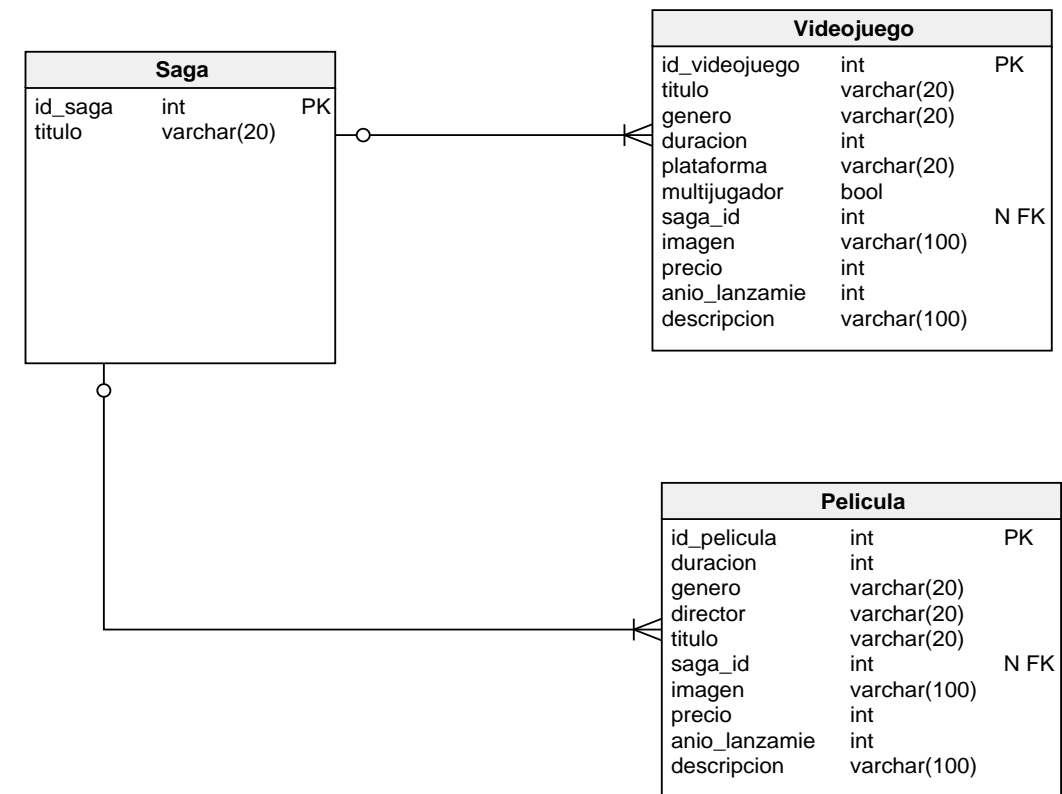 Saga
id_saga int PK
titulo varchar(20)
Videojuego
id_videojuego int PK
titulo varchar(20)
genero varchar(20)
duracion int
plataforma varchar(20)
multijugador bool
saga_id int N FK
imagen varchar(100)
precio int
anio_lanzamie int
descripcion varchar(100)
Pelicula
id_pelicula int PK
duracion int
genero varchar(20)
director varchar(20)
titulo varchar(20)
saga_id int N FK
imagen varchar(100)
precio int
anio_lanzamie int
descripcion varchar(100)